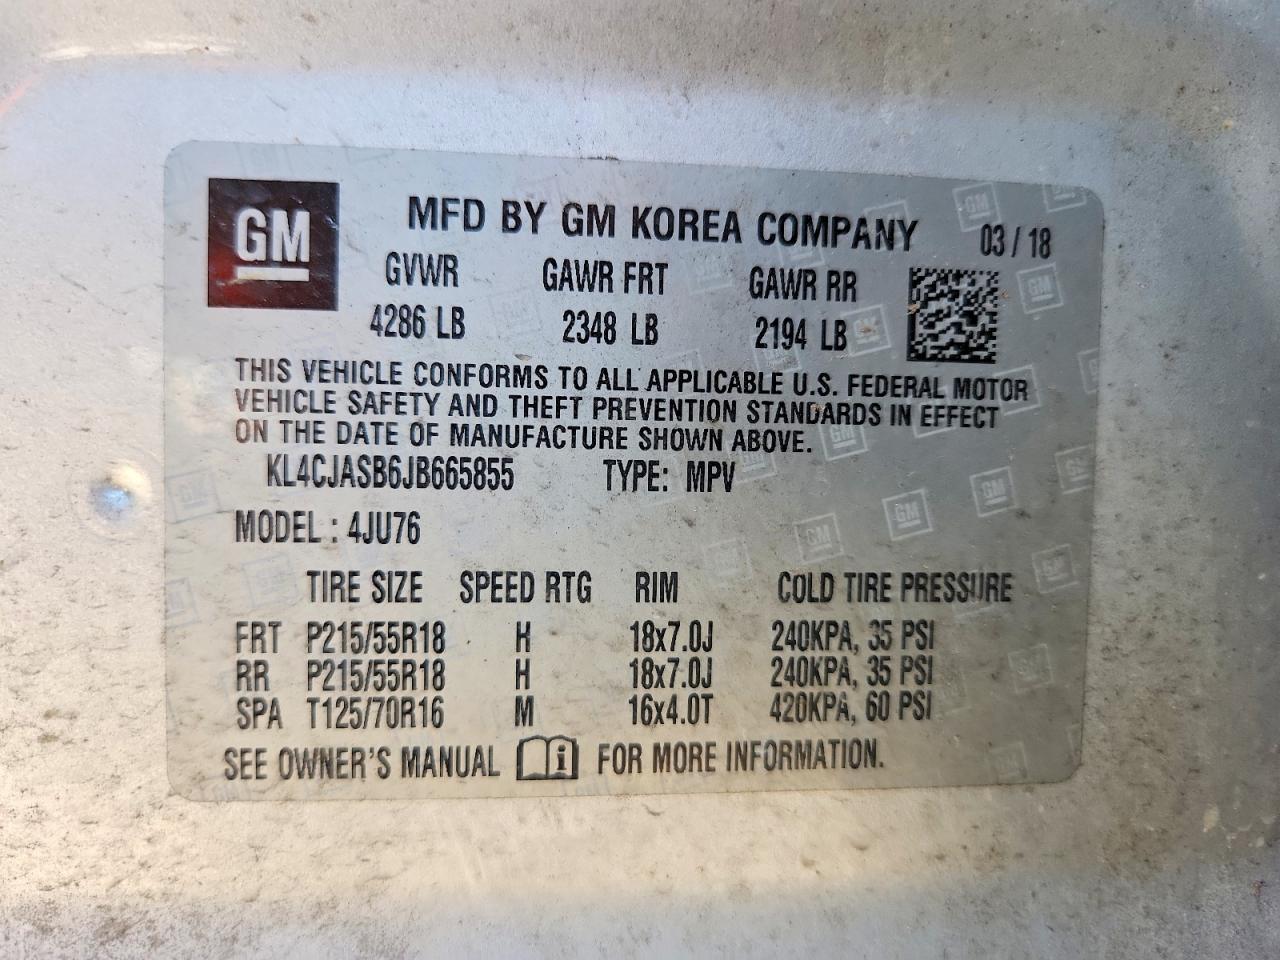 GM
MFD BY GM KOREA COMPANY 03 / 18
GVWR GAWR FRT GAWR RR
4286 LB 2348 LB 2194 LB
THIS VEHICLE CONFORMS TO ALL APPLICABLE U.S. FEDERAL MOTOR
VEHICLE SAFETY AND THEFT PREVENTION STANDARDS IN EFFECT
ON THE DATE OF MANUFACTURE SHOWN ABOVE.
KL4CJASB6JB665855 TYPE: MPV
MODEL : 4JU76
TIRE SIZE SPEED RTG RIM COLD TIRE PRESSURE
FRT P215/55R18 H 18x7.0J 240KPA, 35 PSI
RR P215/55R18 H 18x7.0J 240KPA, 35 PSI
SPA T125/70R16 M 16x4.0T 420KPA, 60 PSI
SEE OWNER'S MANUAL i FOR MORE INFORMATION.